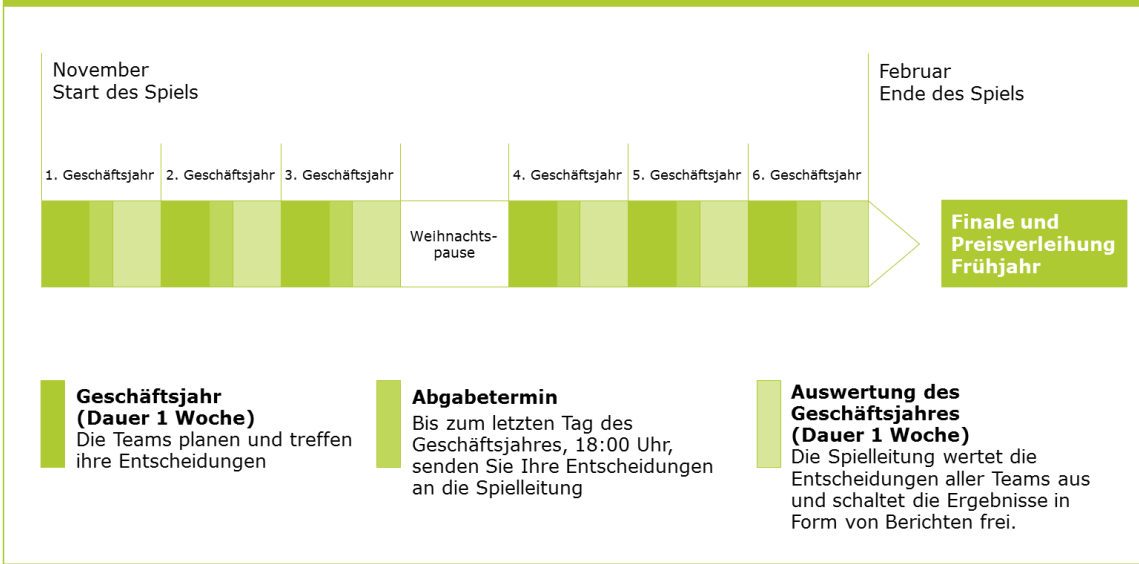 November
Start des Spiels
Februar
Ende des Spiels
1. Geschäftsjahr
2. Geschäftsjahr
3. Geschäftsjahr
4. Geschäftsjahr
5. Geschäftsjahr
6. Geschäftsjahr
Weihnachts-
pause
Finale und
Preisverleihung
Frühjahr
Geschäftsjahr
(Dauer 1 Woche)
Die Teams planen und treffen
ihre Entscheidungen
Abgabetermin
Bis zum letzten Tag des
Geschäftsjahres, 18:00 Uhr,
senden Sie Ihre Entscheidungen
an die Spielleitung
Auswertung des
Geschäftsjahres
(Dauer 1 Woche)
Die Spielleitung wertet die
Entscheidungen aller Teams aus
und schaltet die Ergebnisse in
Form von Berichten frei.